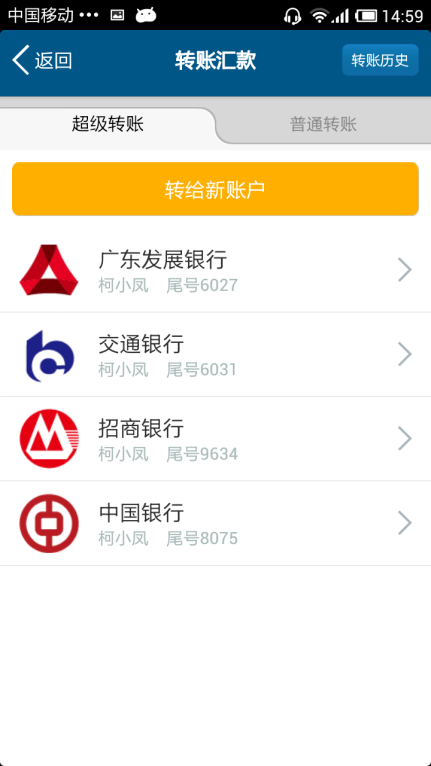 中国移动 ••• 14:59
返回 转账汇款 转账历史
超级转账 普通转账
转给新账户
广东发展银行
柯小凤 尾号6027
交通银行
柯小凤 尾号6031
招商银行
柯小凤 尾号9634
中国银行
柯小凤 尾号8075